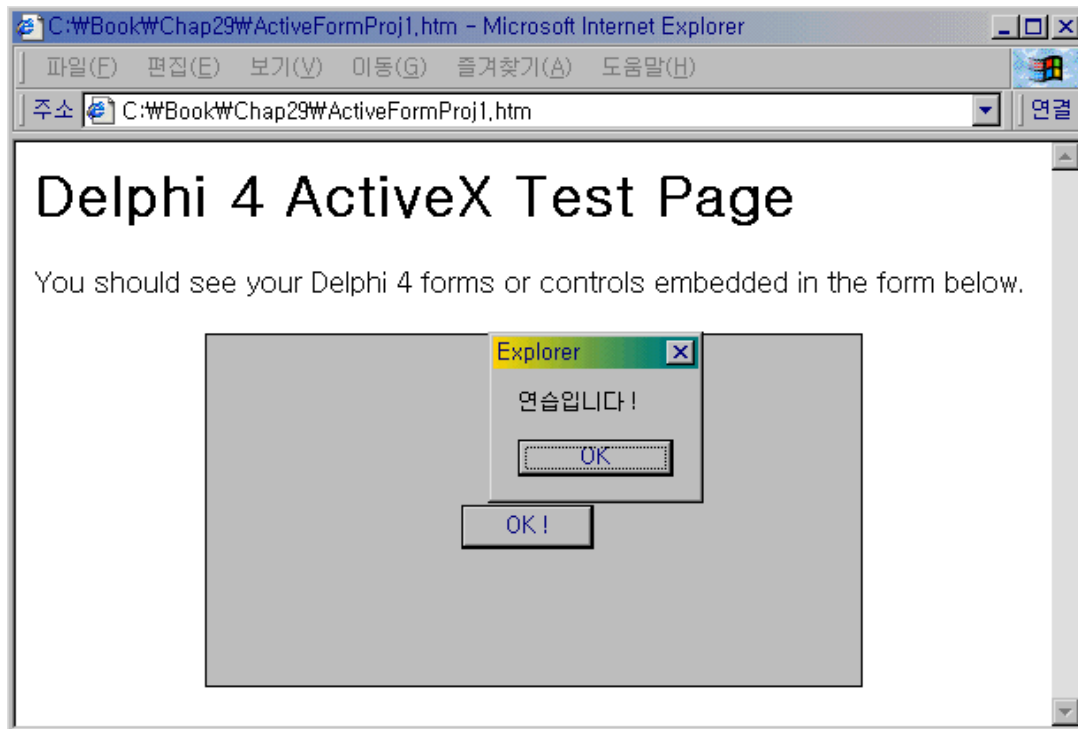 C:₩Book₩Chap29₩ActiveFormProj1,htm - Microsoft Internet Explorer
파일(F) 편집(E) 보기(V) 이동(G) 즐겨찾기(A) 도움말(H)
주소 C:₩Book₩Chap29₩ActiveFormProj1,htm 연결
Delphi 4 ActiveX Test Page
You should see your Delphi 4 forms or controls embedded in the form below.
Explorer
연습입니다!
OK
OK!